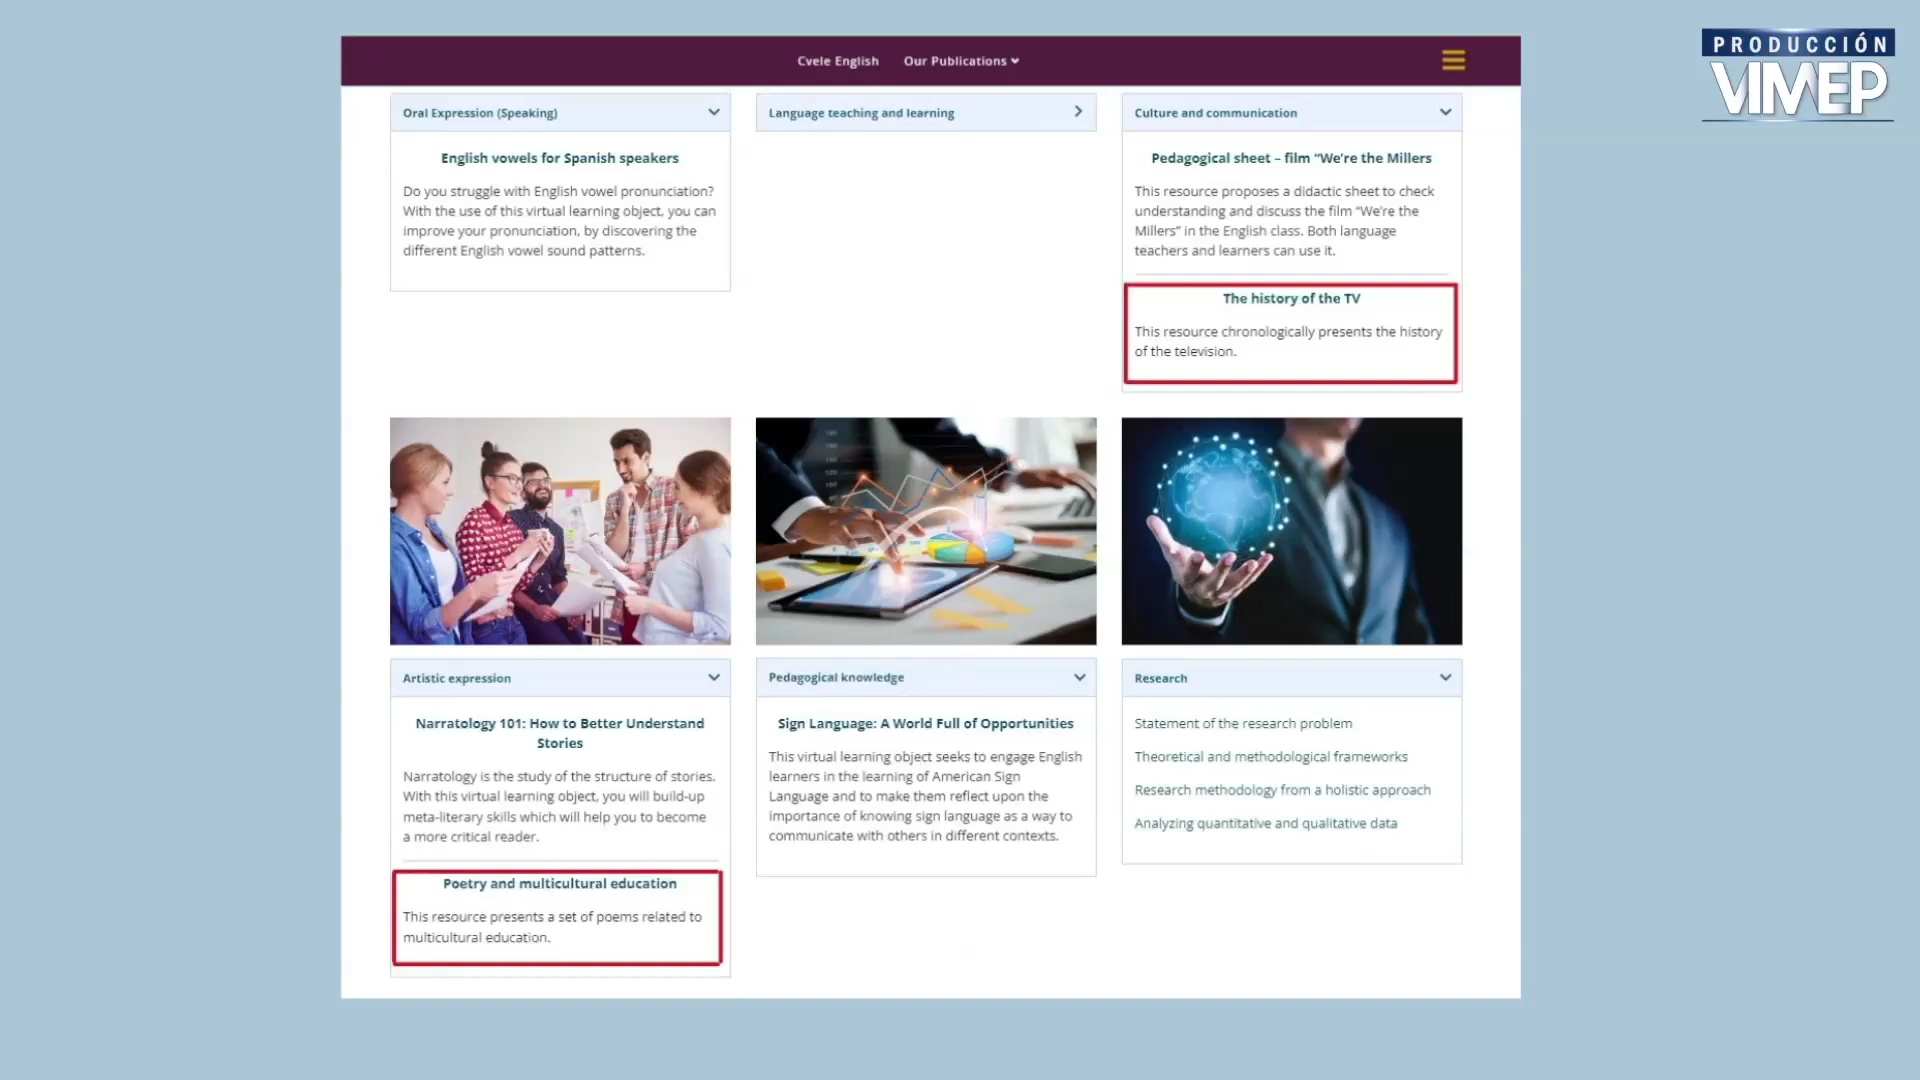 PRODUCCIÓN
VIMEP
Cvele English
Our Publications
Oral Expression (Speaking)
English vowels for Spanish speakers
Do you struggle with English vowel pronunciation?
With the use of this virtual learning object, you can
improve your pronunciation, by discovering the
different English vowel sound patterns.
Language teaching and learning
Culture and communication
Pedagogical sheet – film “We’re the Millers
This resource proposes a didactic sheet to check
understanding and discuss the film “We’re the
Millers” in the English class. Both language
teachers and learners can use it.
The history of the TV
This resource chronologically presents the history
of the television.
Artistic expression
Narratology 101: How to Better Understand
Stories
Narratology is the study of the structure of stories.
With this virtual learning object, you will build-up
meta-literary skills which will help you to become
a more critical reader.
Poetry and multicultural education
This resource presents a set of poems related to
multicultural education.
Pedagogical knowledge
Sign Language: A World Full of Opportunities
This virtual learning object seeks to engage English
learners in the learning of American Sign
Language and to make them reflect upon the
importance of knowing sign language as a way to
communicate with others in different contexts.
Research
Statement of the research problem
Theoretical and methodological frameworks
Research methodology from a holistic approach
Analyzing quantitative and qualitative data